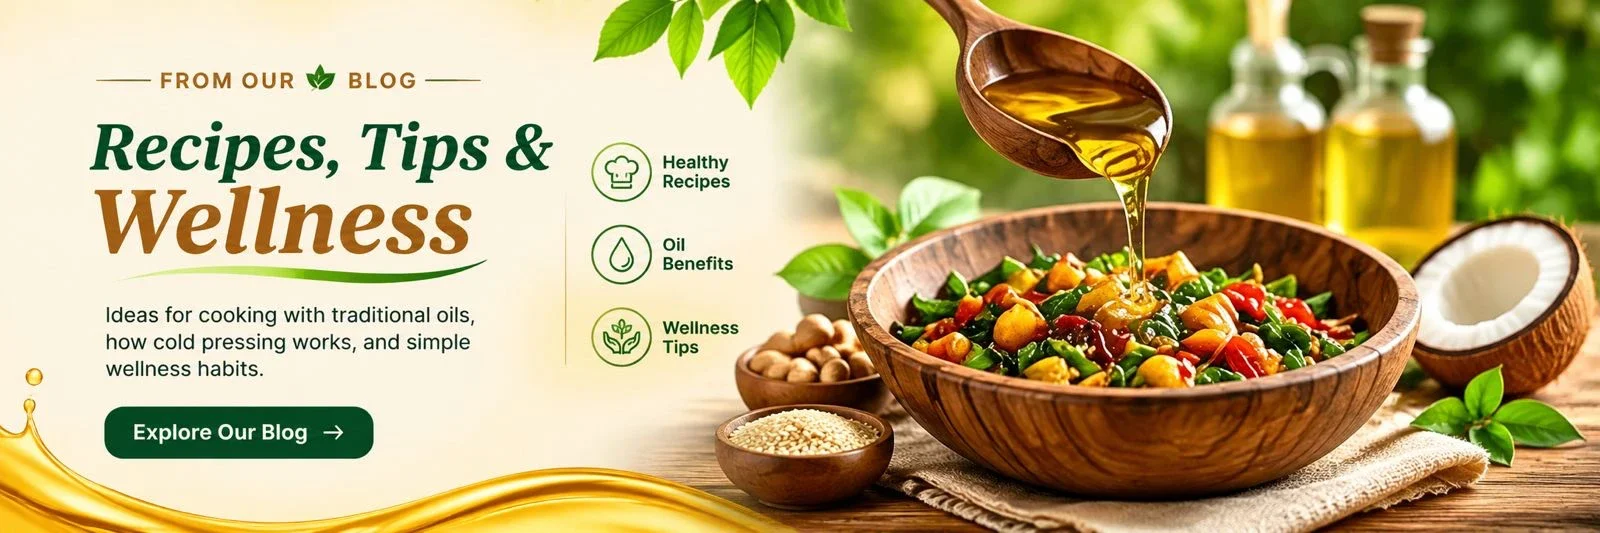 FROM OUR BLOG
Recipes, Tips &
Wellness
Ideas for cooking with traditional oils,
how cold pressing works, and simple
wellness habits.
Explore Our Blog →
Healthy
Recipes
Oil
Benefits
Wellness
Tips